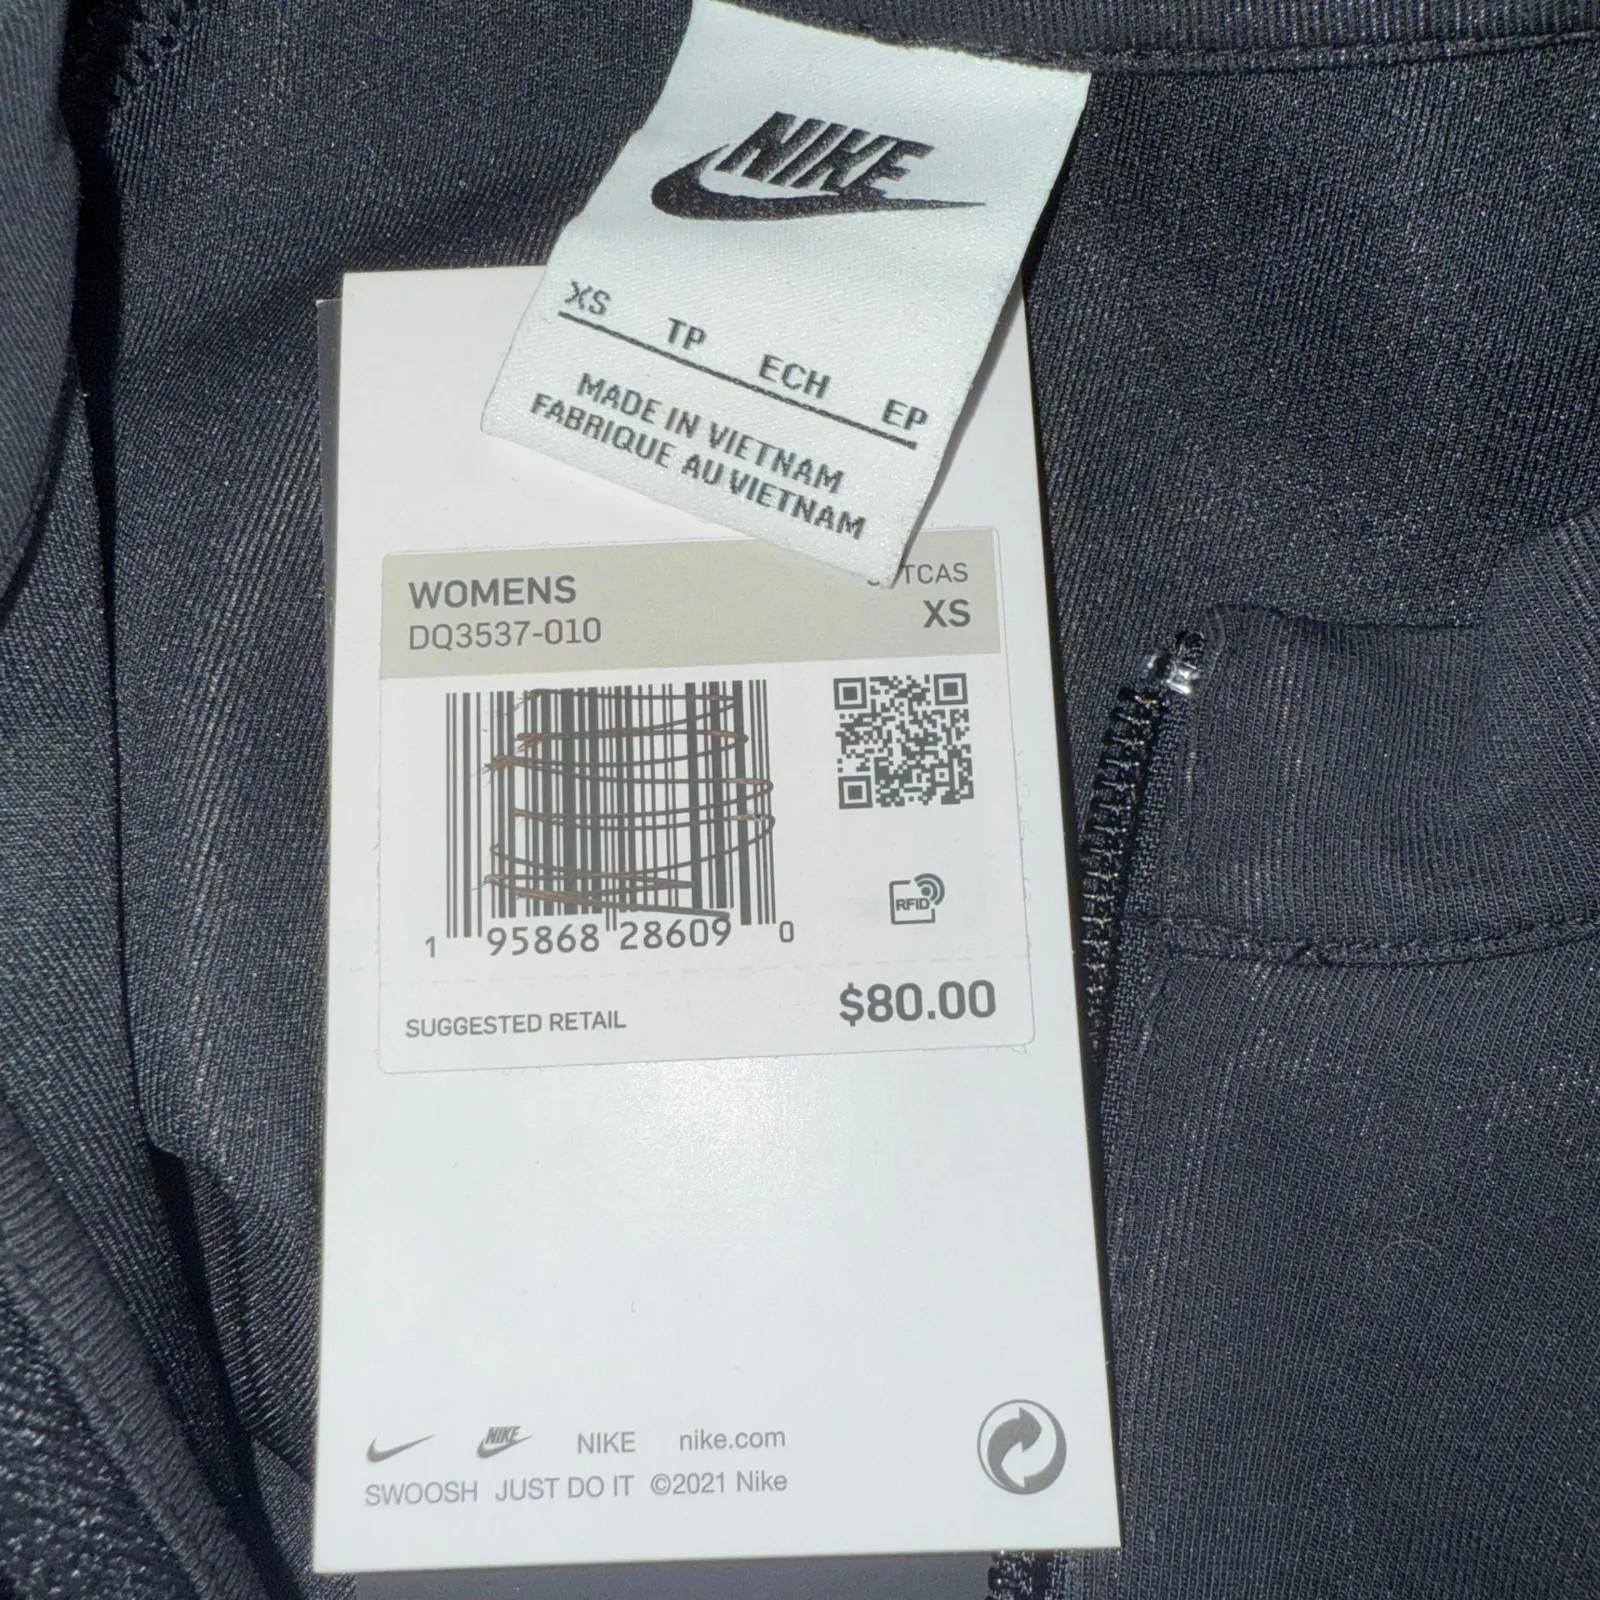 NIKE
XS TP ECH EP
MADE IN VIETNAM
FABRIQUE AU VIETNAM
WOMENS
DQ3537-010
XS
1 95868 28609 0
RFID
SUGGESTED RETAIL $80.00
NIKE NIKE nike.com
SWOOSH JUST DO IT ©2021 Nike